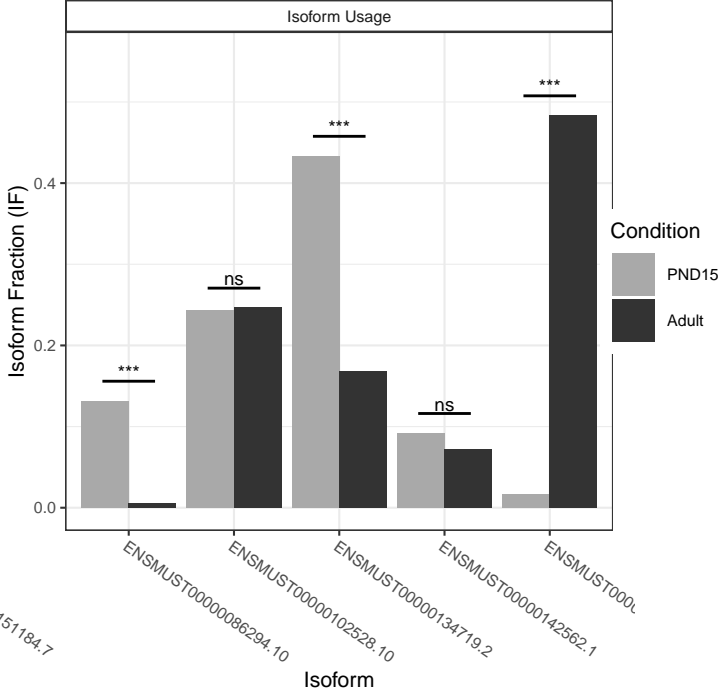 Isoform Usage
Isoform Fraction (IF)
0.4
0.2
0.0
***
ns
***
ns
***
Condition
PND15
Adult
ENSMUST00000086294.10
ENSMUST00000102528.10
ENSMUST00000134719.2
ENSMUST00000142562.1
ENSMUST000
151184.7
Isoform